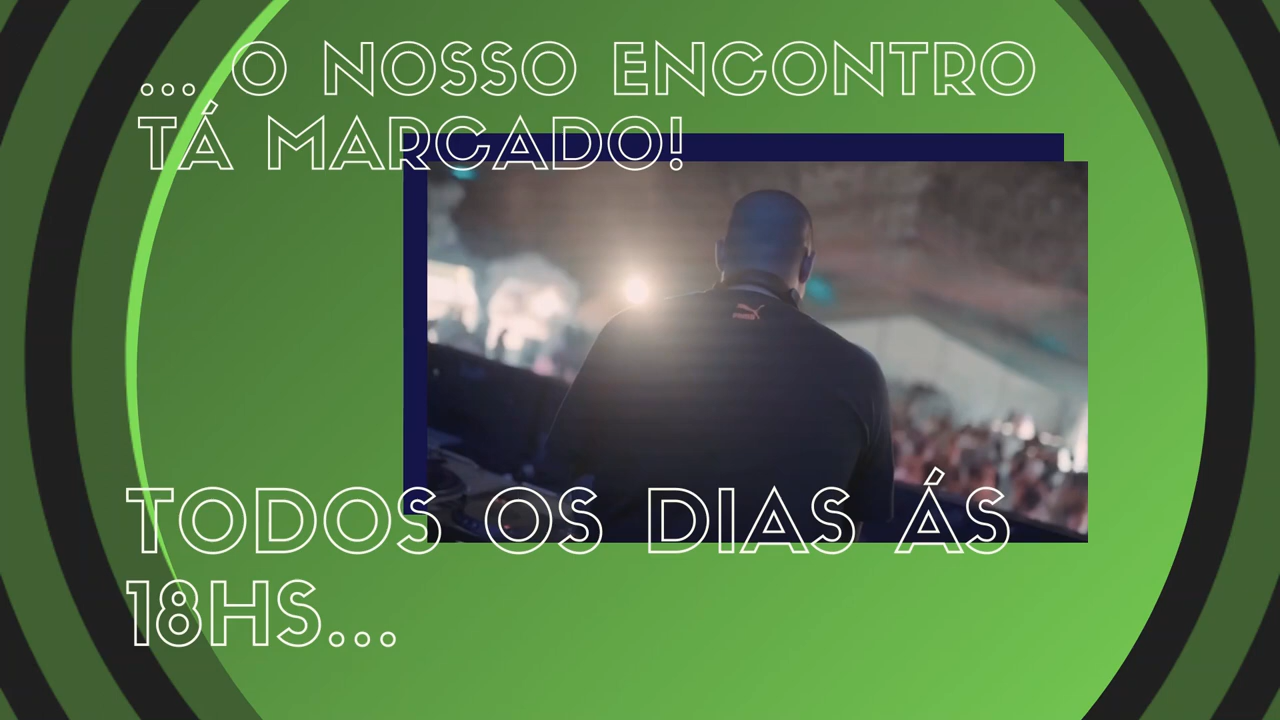 ... O NOSSO ENCONTRO
TÁ MARCADO!
TODOS OS DIAS ÁS
18HS...